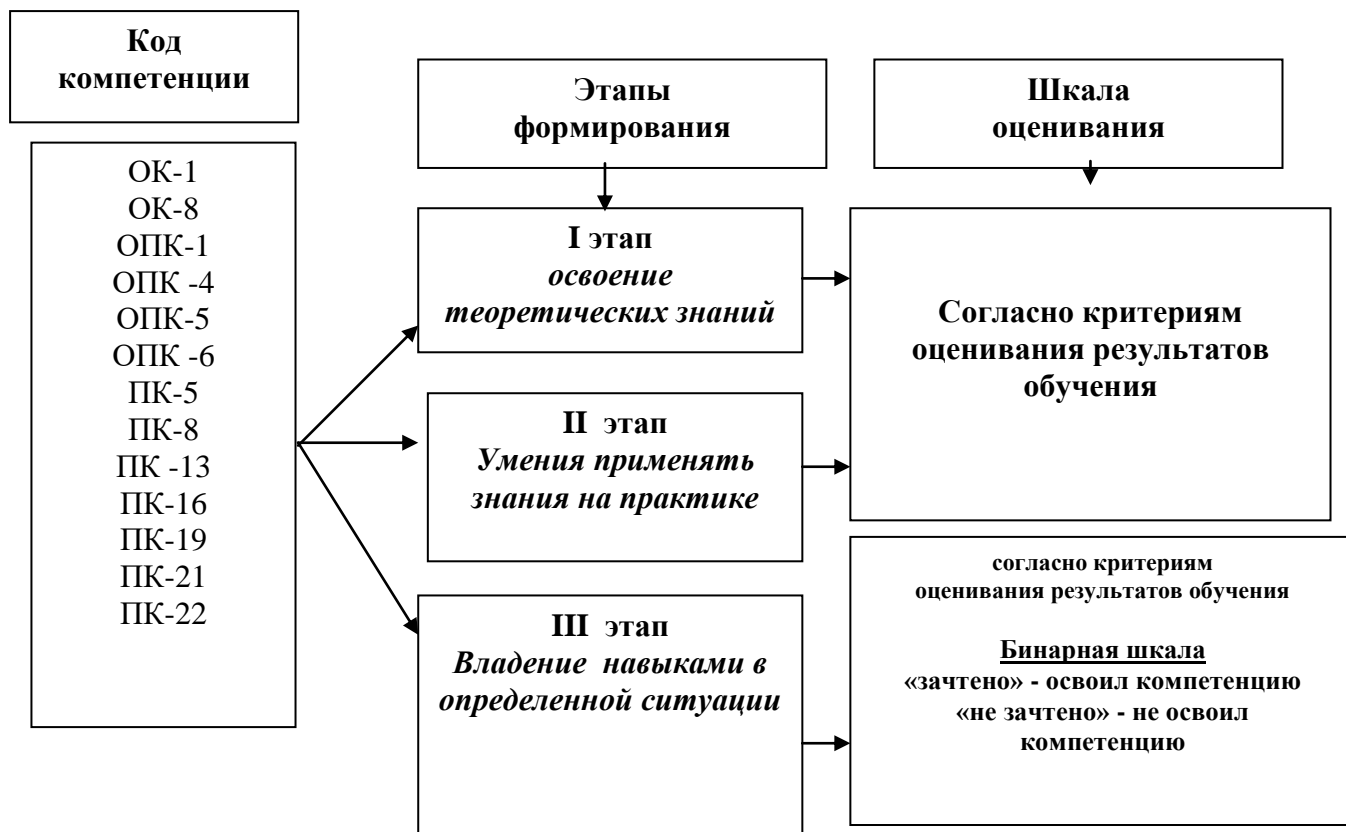 Код
компетенции
Этапы
формирования
Шкала
оценивания
ОК-1
ОК-8
ОПК-1
ОПК -4
ОПК-5
ОПК -6
ПК-5
ПК-8
ПК -13
ПК-16
ПК-19
ПК-21
ПК-22
I этап
освоение
теоретических знаний
II этап
Умения применять
знания на практике
III этап
Владение навыками в
определенной ситуации
Согласно критериям
оценивания результатов
обучения
согласно критериям
оценивания результатов обучения
Бинарная шкала
«зачтено» - освоил компетенцию
«не зачтено» - не освоил
компетенцию